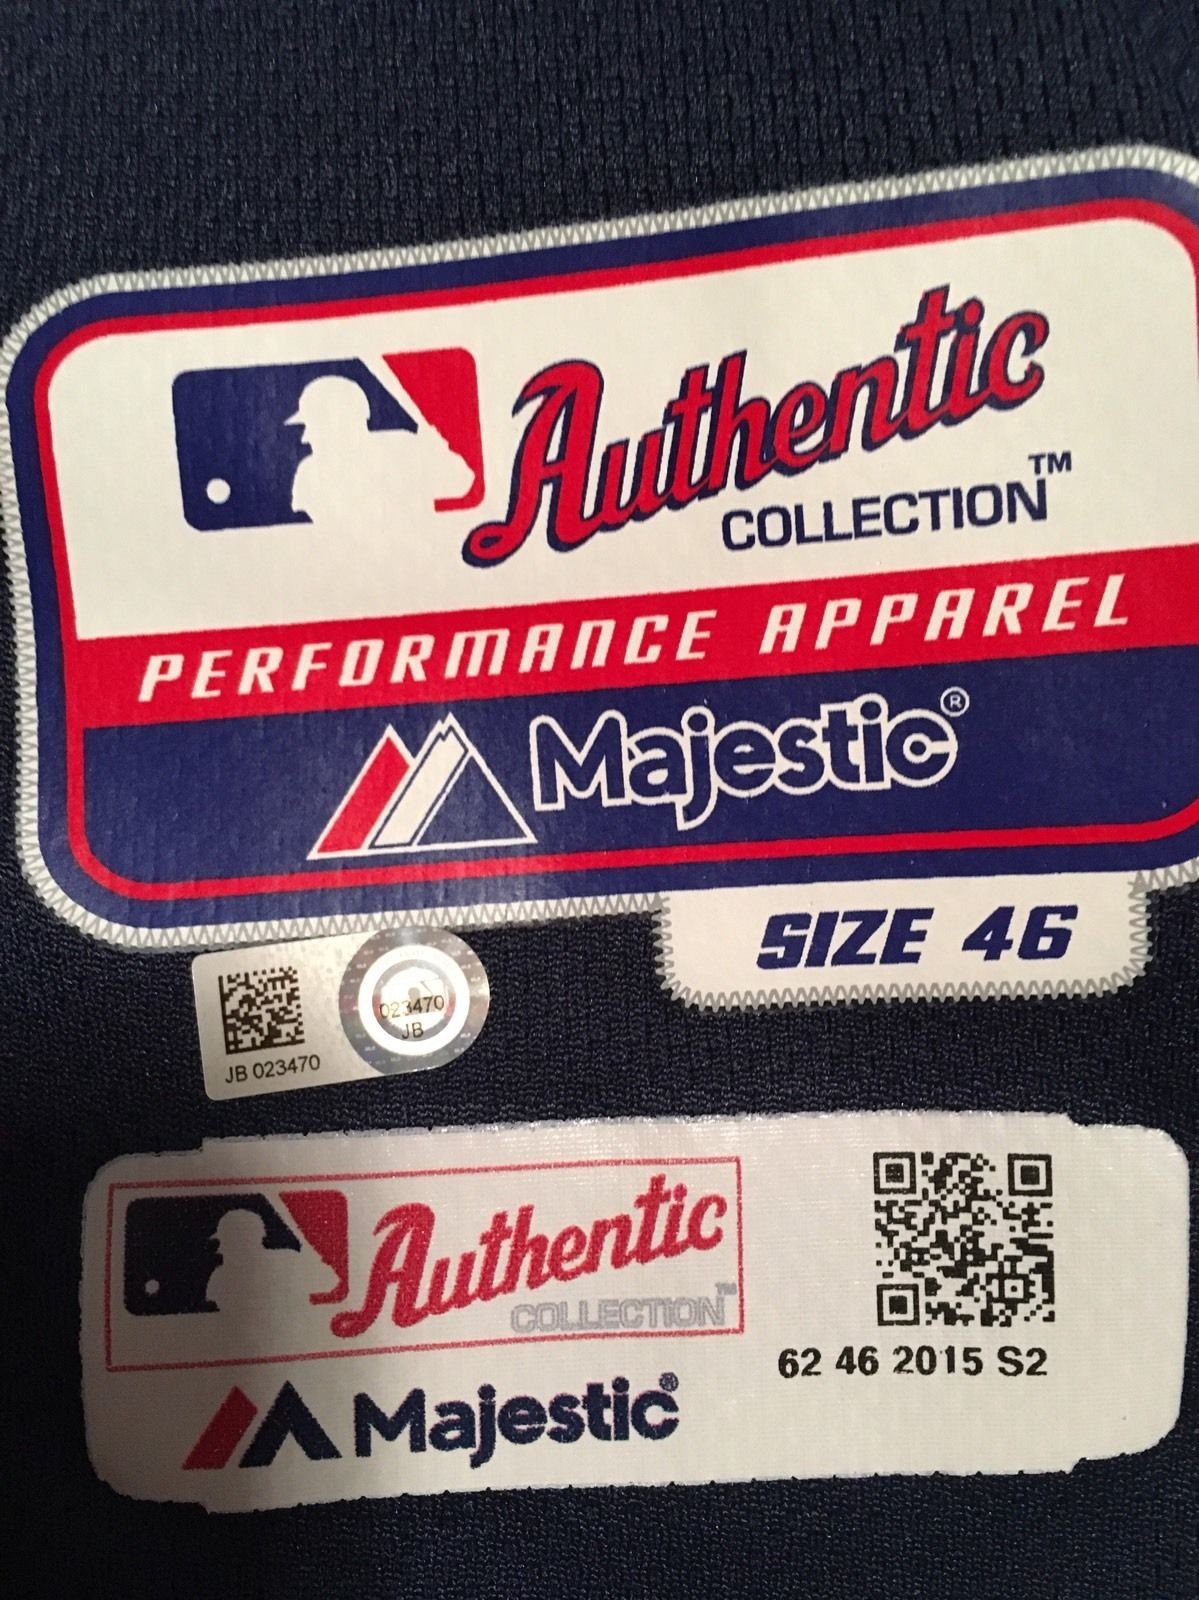 Authentic
COLLECTION™
PERFORMANCE APPAREL
Majestic®
SIZE 46
023470
JB
JB 023470
Authentic
COLLECTION™
Majestic®
62 46 2015 S2